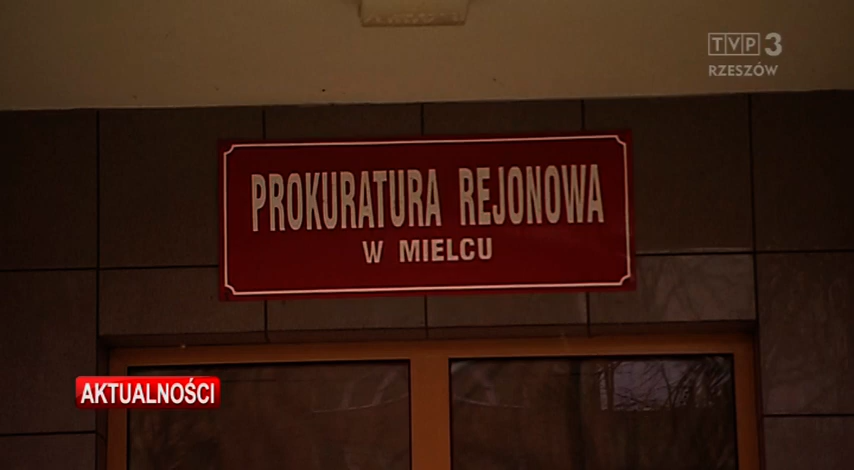 TVP3
RZESZÓW
PROKURATURA REJONOWA
W MIELCU
AKTUALNOŚCI